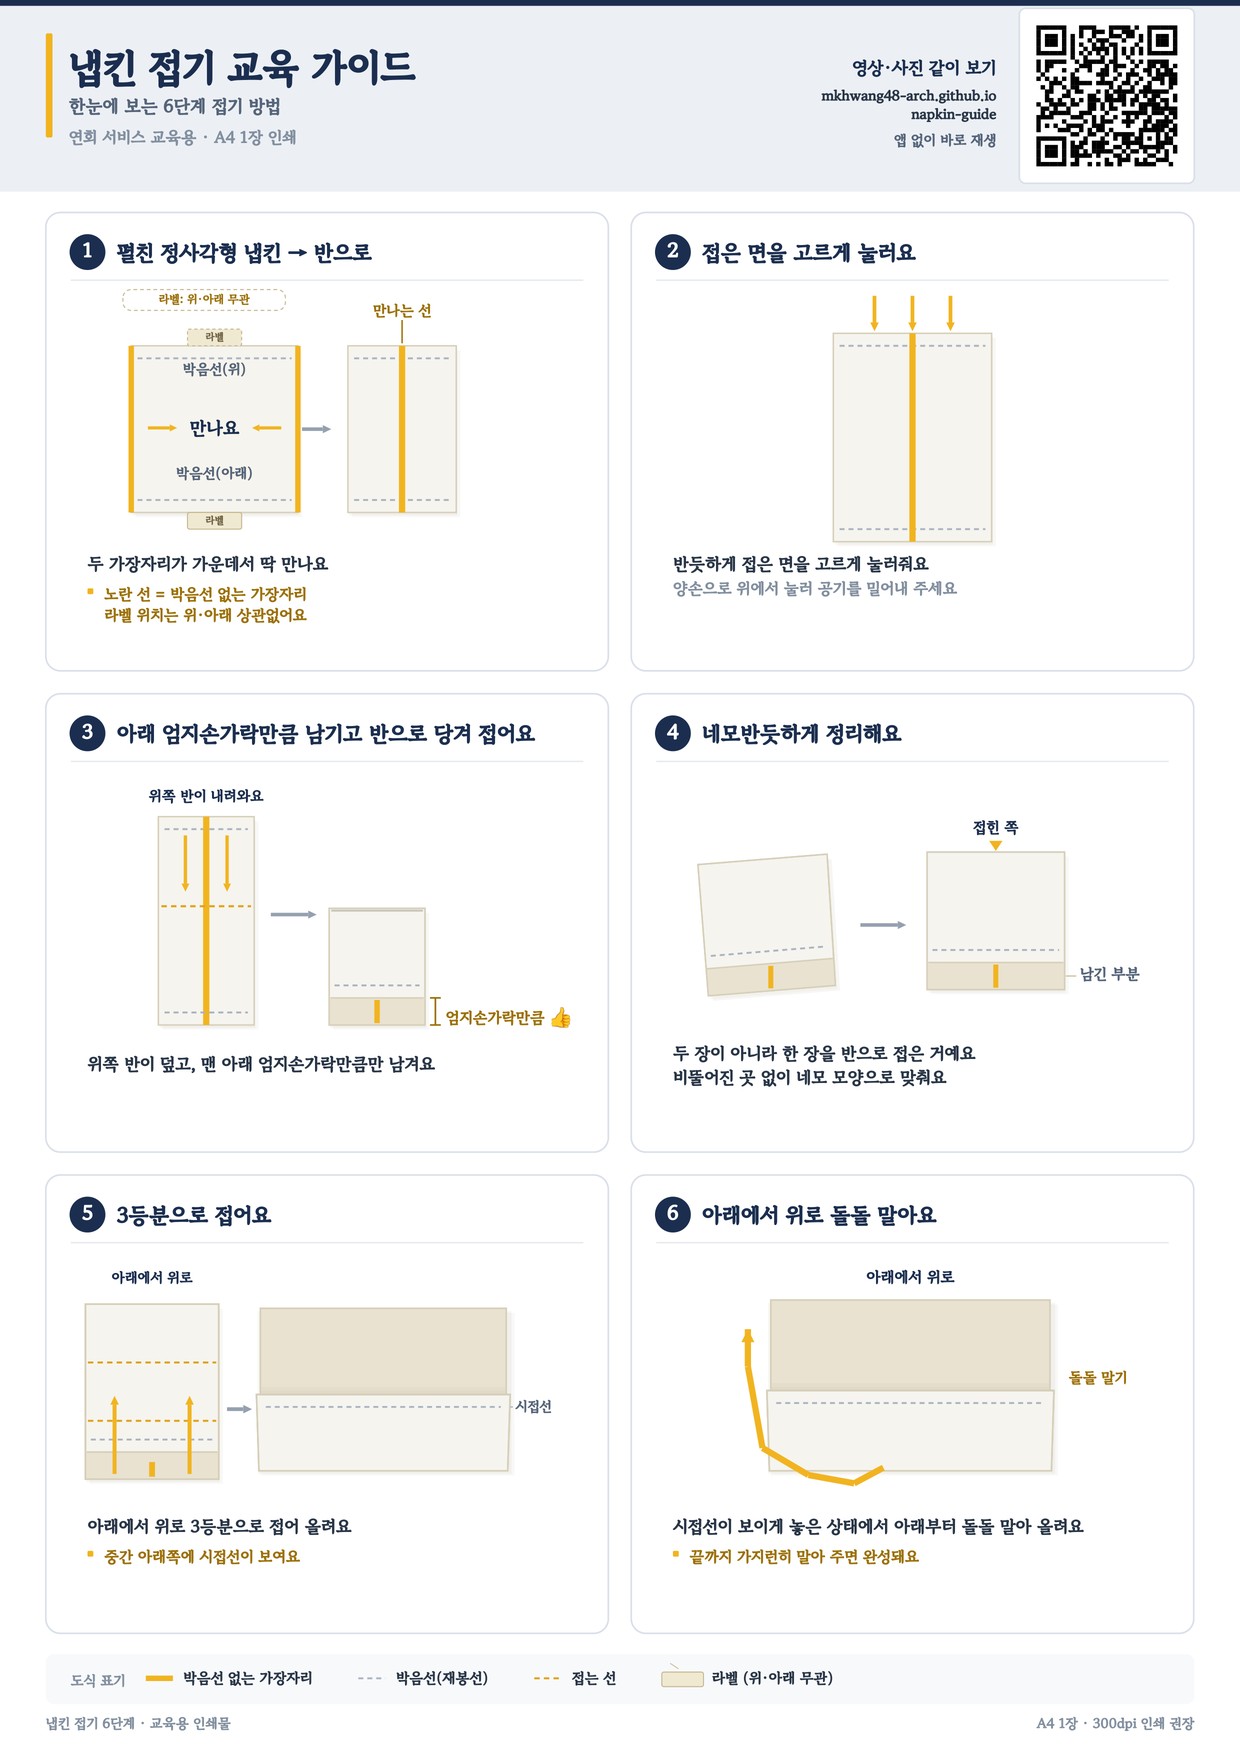 냅킨 접기 교육 가이드
한눈에 보는 6단계 접기 방법
연회 서비스 교육용 · A4 1장 인쇄
영상·사진 같이 보기
mkhwang48-arch.github.io
napkin-guide
앱 없이 바로 재생
1 펼친 정사각형 냅킨 → 반으로
라벨: 위·아래 무관
만나는 선
라벨
박음선(위)
만나요
박음선(아래)
라벨
두 가장자리가 가운데서 딱 만나요
노란 선 = 박음선 없는 가장자리
라벨 위치는 위·아래 상관없어요
2 접은 면을 고르게 눌러요
반듯하게 접은 면을 고르게 눌러줘요
양손으로 위에서 눌러 공기를 밀어내 주세요
3 아래 엄지손가락만큼 남기고 반으로 당겨 접어요
위쪽 반이 내려와요
엄지손가락만큼 👍
위쪽 반이 덮고, 맨 아래 엄지손가락만큼만 남겨요
4 네모반듯하게 정리해요
접힌 쪽
남긴 부분
두 장이 아니라 한 장을 반으로 접은 거예요
비뚤어진 곳 없이 네모 모양으로 맞춰요
5 3등분으로 접어요
아래에서 위로
시접선
아래에서 위로 3등분으로 접어 올려요
중간 아래쪽에 시접선이 보여요
6 아래에서 위로 돌돌 말아요
아래에서 위로
돌돌 말기
시접선이 보이게 놓은 상태에서 아래부터 돌돌 말아 올려요
끝까지 가지런히 말아 주면 완성돼요
도식 표기 박음선 없는 가장자리 박음선(재봉선) 접는 선 라벨 (위·아래 무관)
냅킨 접기 6단계 · 교육용 인쇄물
A4 1장 · 300dpi 인쇄 권장